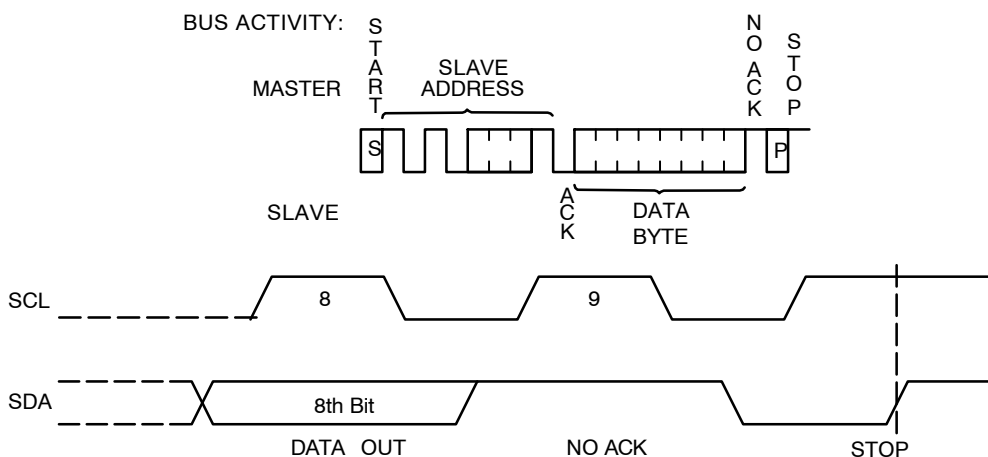 BUS ACTIVITY:
MASTER
START
SLAVE
ADDRESS
NO ACK
STOP
S
P
SLAVE
ACK
DATA
BYTE
SCL
8
9
SDA
8th Bit
DATA OUT
NO ACK
STOP